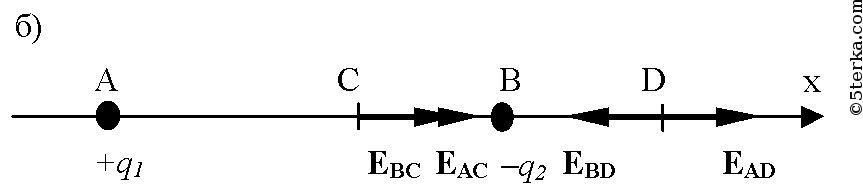 б)
A C B D x
+q1 EBC EAC –q2 EBD EAD
©5terka.com